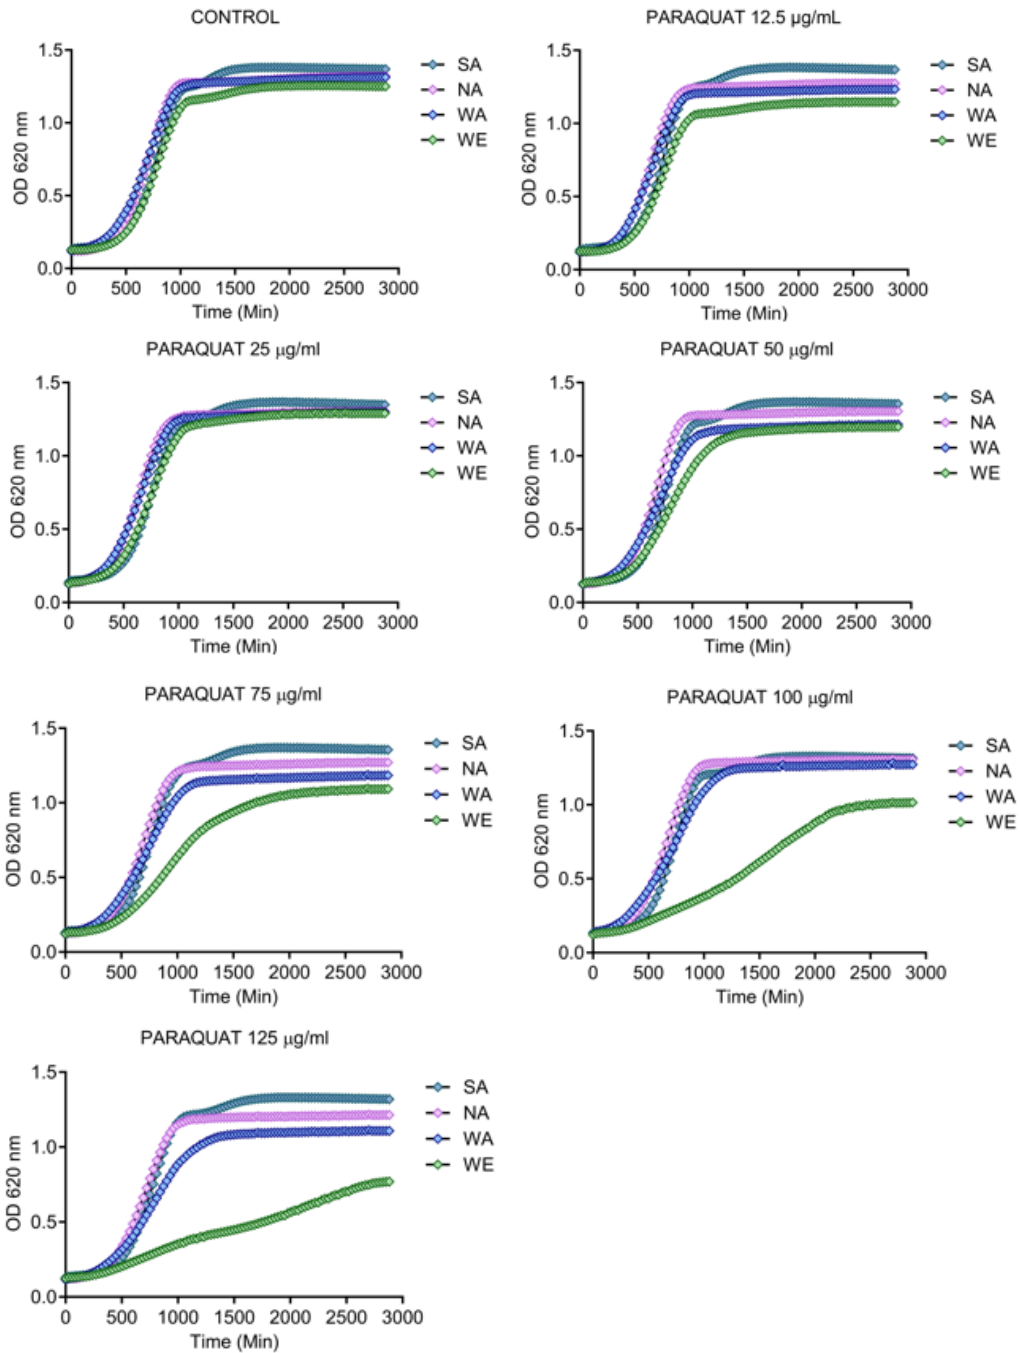 CONTROL
1.5
1.0
0.5
0.0
OD 620 nm
0 500 1000 1500 2000 2500 3000
Time (Min)
SA
NA
WA
WE
PARAQUAT 12.5 µg/mL
1.5
1.0
0.5
0.0
OD 620 nm
0 500 1000 1500 2000 2500 3000
Time (Min)
SA
NA
WA
WE
PARAQUAT 25 µg/ml
1.5
1.0
0.5
0.0
OD 620 nm
0 500 1000 1500 2000 2500 3000
Time (Min)
SA
NA
WA
WE
PARAQUAT 50 µg/ml
1.5
1.0
0.5
0.0
OD 620 nm
0 500 1000 1500 2000 2500 3000
Time (Min)
SA
NA
WA
WE
PARAQUAT 75 µg/ml
1.5
1.0
0.5
0.0
OD 620 nm
0 500 1000 1500 2000 2500 3000
Time (Min)
SA
NA
WA
WE
PARAQUAT 100 µg/ml
1.5
1.0
0.5
0.0
OD 620 nm
0 500 1000 1500 2000 2500 3000
Time (Min)
SA
NA
WA
WE
PARAQUAT 125 µg/ml
1.5
1.0
0.5
0.0
OD 620 nm
0 500 1000 1500 2000 2500 3000
Time (Min)
SA
NA
WA
WE